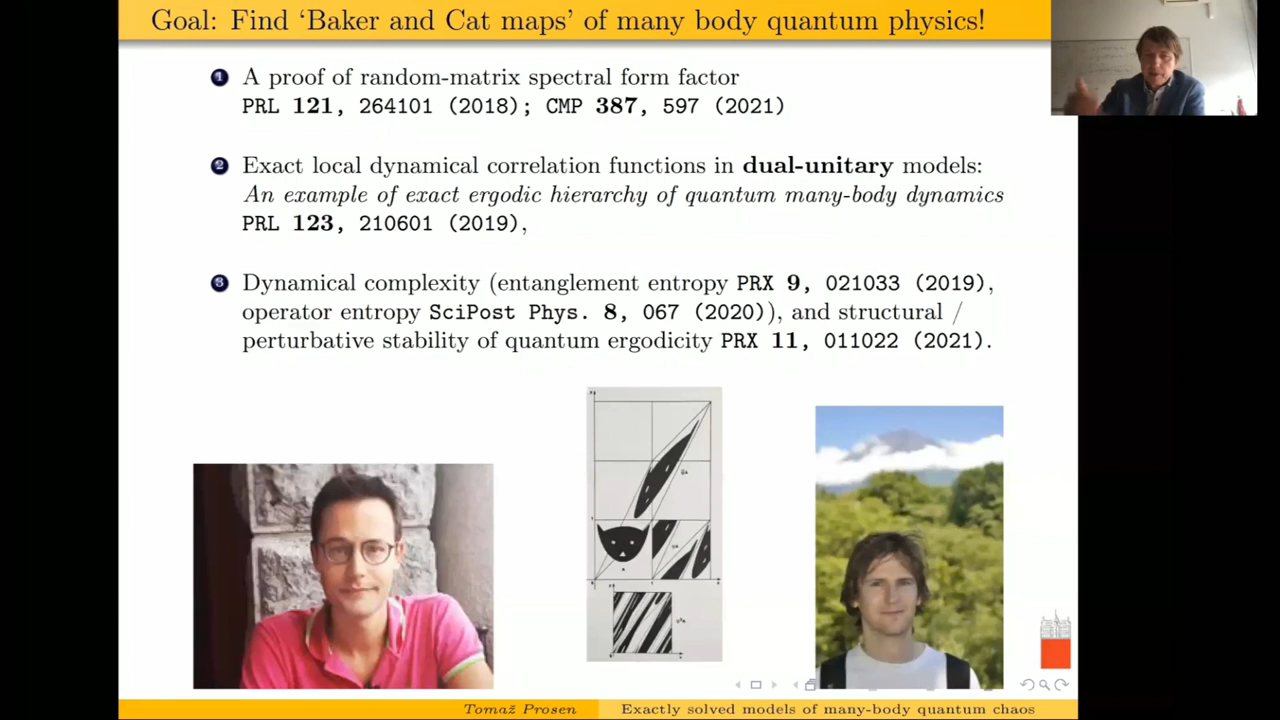 Goal: Find ‘Baker and Cat maps’ of many body quantum physics!
1 A proof of random-matrix spectral form factor
PRL 121, 264101 (2018); CMP 387, 597 (2021)
2 Exact local dynamical correlation functions in dual-unitary models:
An example of exact ergodic hierarchy of quantum many-body dynamics
PRL 123, 210601 (2019),
3 Dynamical complexity (entanglement entropy PRX 9, 021033 (2019),
operator entropy SciPost Phys. 8, 067 (2020)), and structural /
perturbative stability of quantum ergodicity PRX 11, 011022 (2021).
Tomaž Prosen
Exactly solved models of many-body quantum chaos